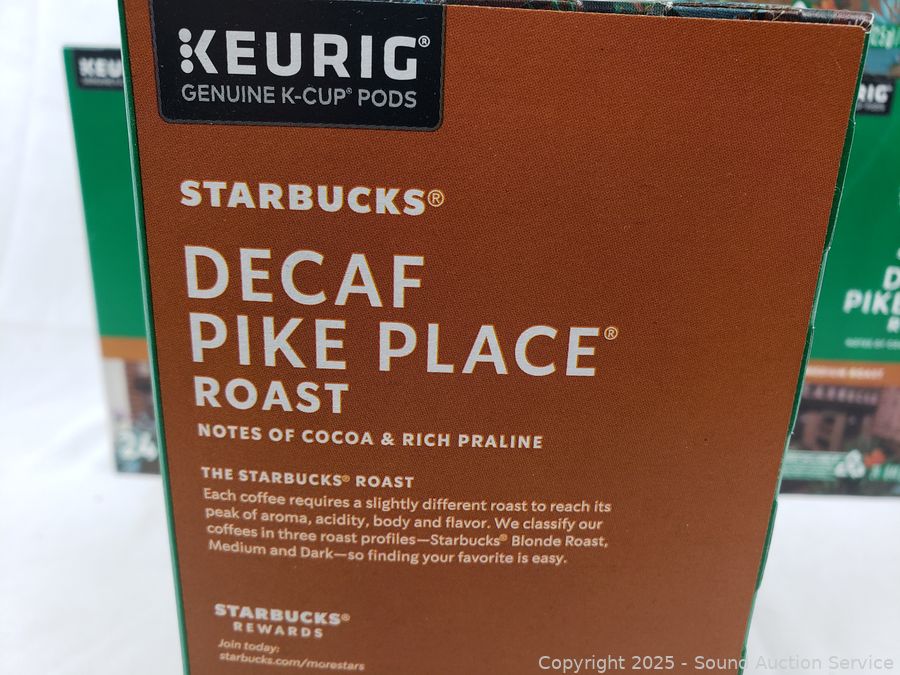 KEURIG®
GENUINE K-CUP® PODS
STARBUCKS®
DECAF
PIKE PLACE®
ROAST
NOTES OF COCOA & RICH PRALINE
THE STARBUCKS® ROAST
Each coffee requires a slightly different roast to reach its
peak of aroma, acidity, body and flavor. We classify our
coffees in three roast profiles—Starbucks® Blonde Roast,
Medium and Dark—so finding your favorite is easy.
STARBUCKS®
REWARDS
Join today:
starbucks.com/morestars
24
Copyright 2025 - Sound Auction Service